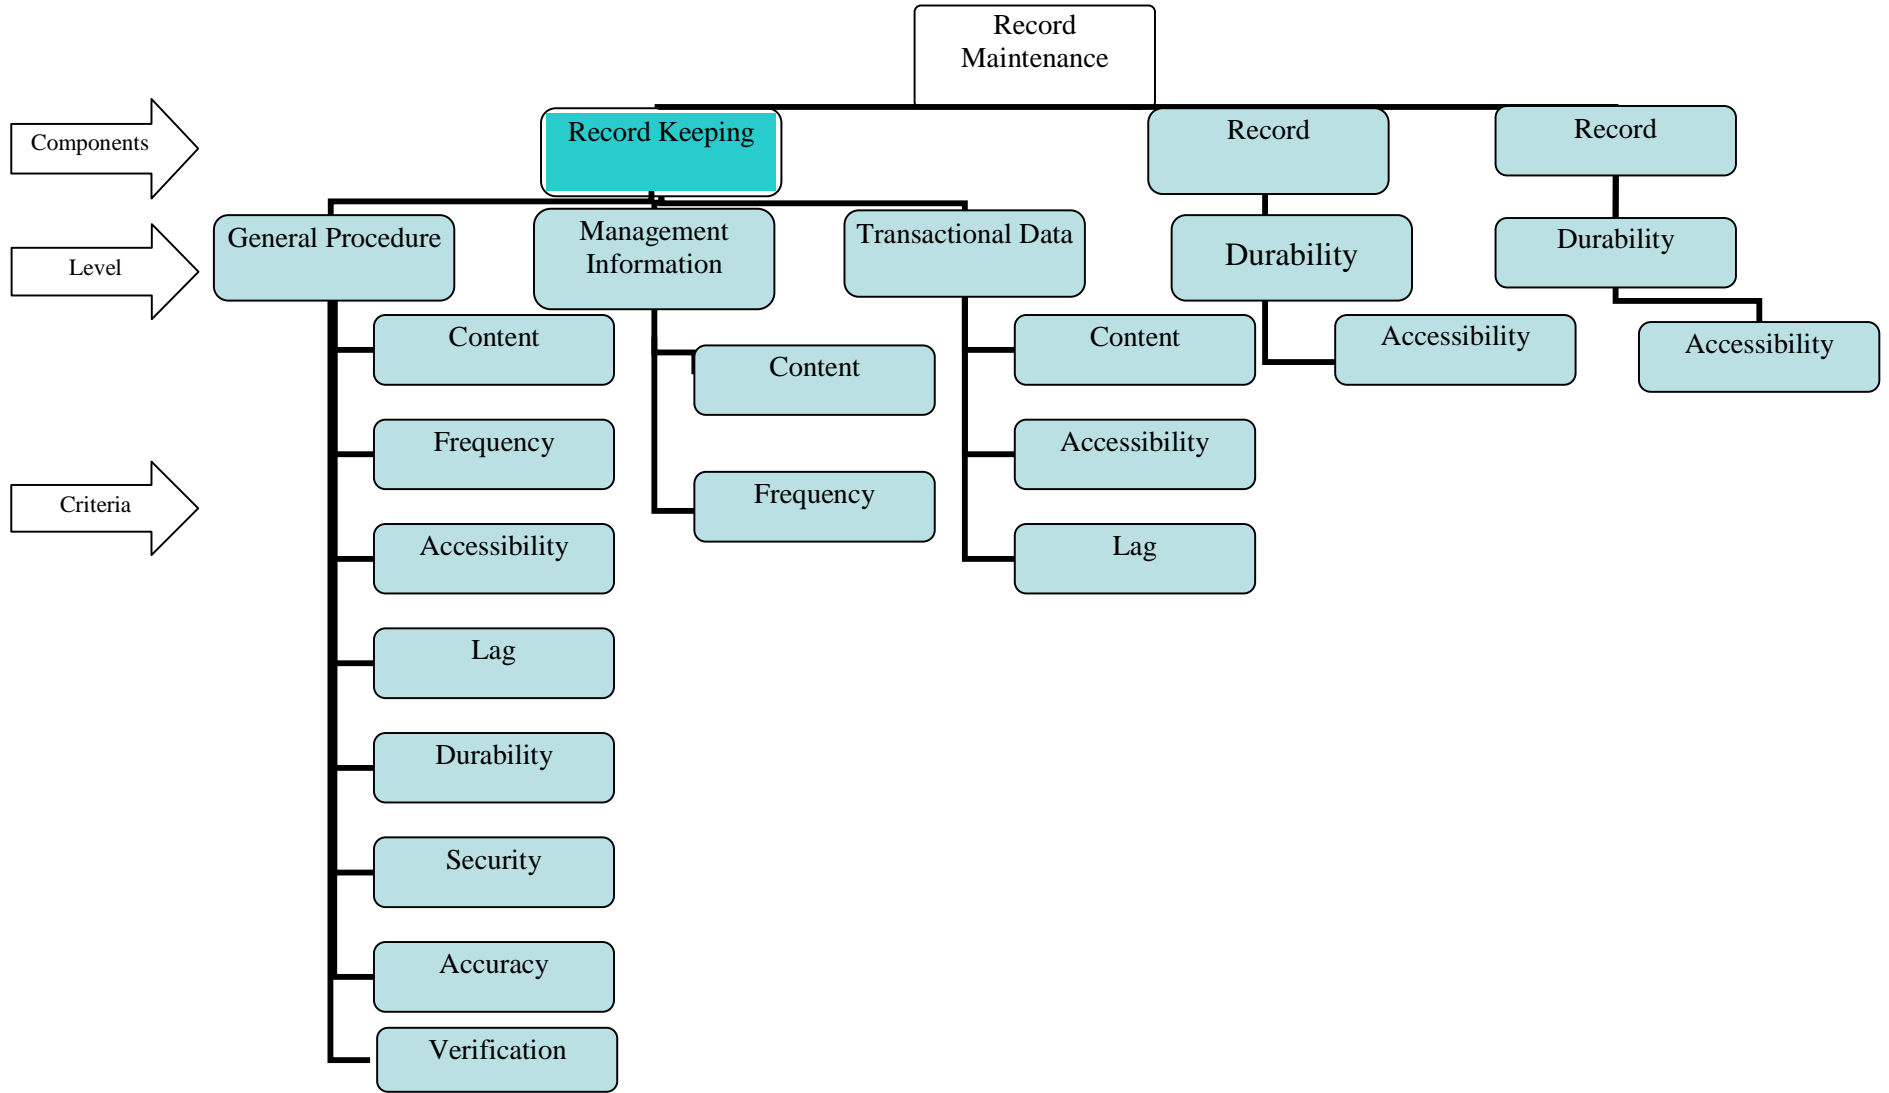 Record
Maintenance
Components
Record Keeping
Record
Record
Level
General Procedure
Management
Information
Transactional Data
Durability
Durability
Content
Content
Content
Accessibility
Accessibility
Criteria
Frequency
Frequency
Accessibility
Accessibility
Lag
Lag
Durability
Security
Accuracy
Verification